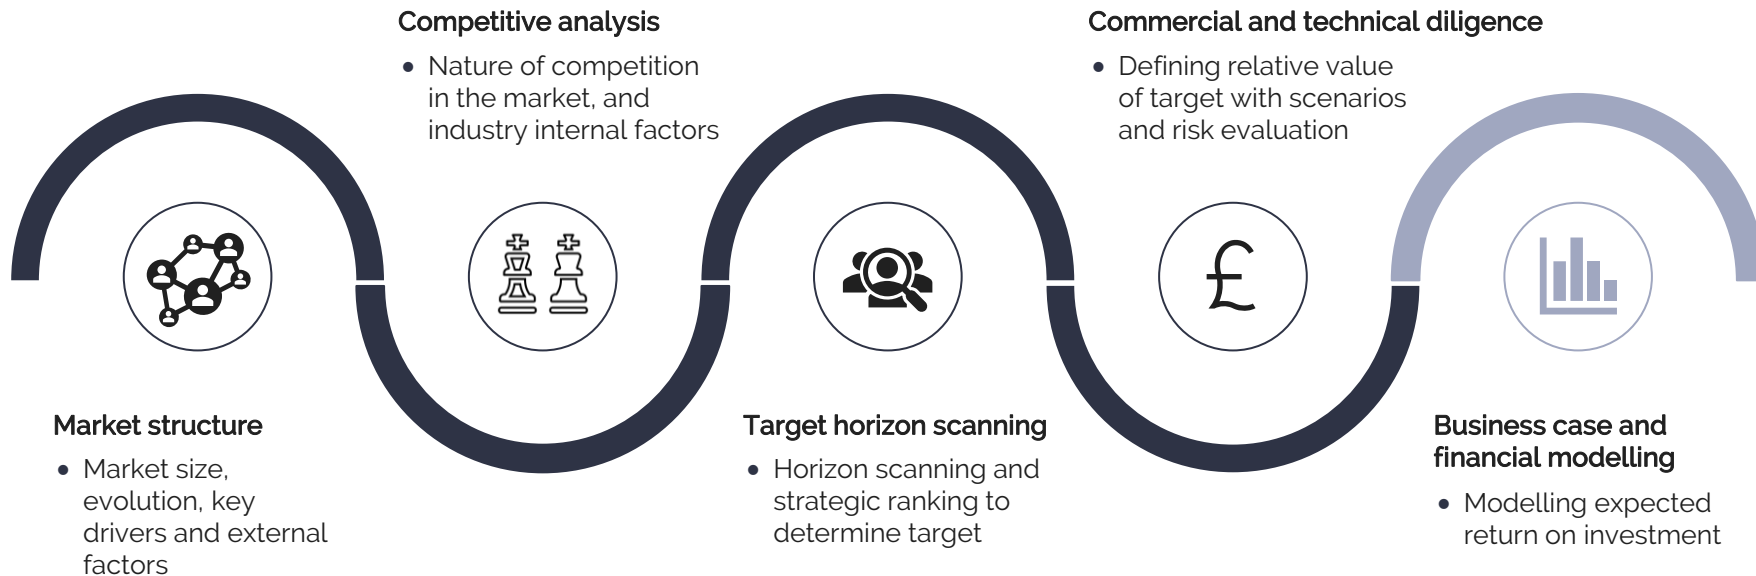 Competitive analysis
• Nature of competition
in the market, and
industry internal factors
Commercial and technical diligence
• Defining relative value
of target with scenarios
and risk evaluation
£
Market structure
• Market size,
evolution, key
drivers and external
factors
Target horizon scanning
• Horizon scanning and
strategic ranking to
determine target
Business case and
financial modelling
• Modelling expected
return on investment